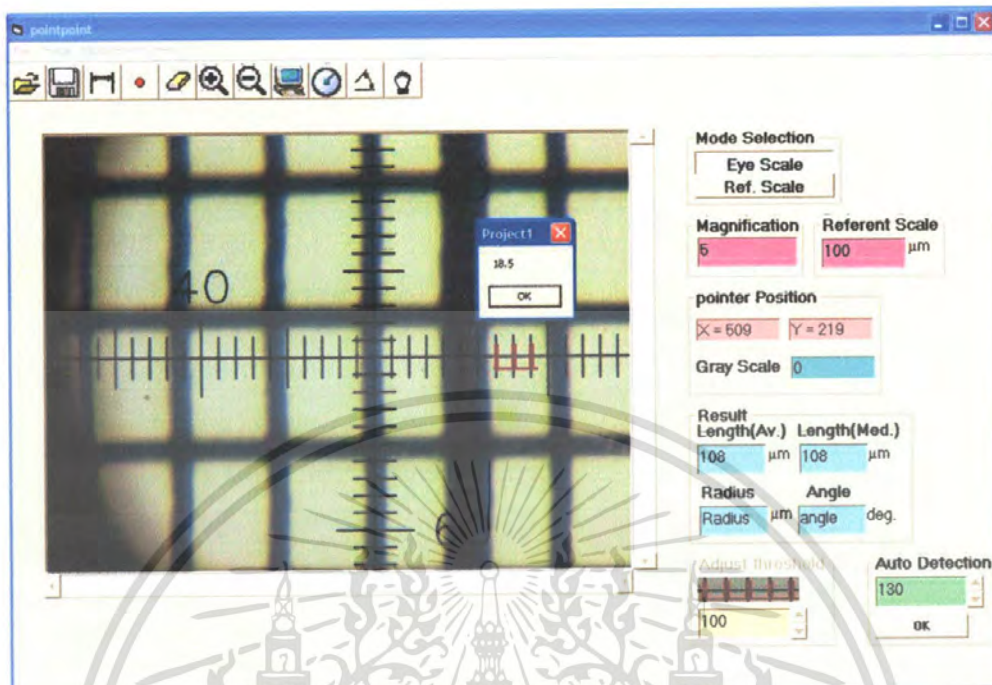 pointpoint
40
6
Project1
18.5
OK
Mode Selection
Eye Scale
Ref. Scale
Magnification
5
Referent Scale
100 μm
pointer Position
X = 509
Y = 219
Gray Scale
0
Result
Length(Av.)
108 μm
Length(Med.)
108 μm
Radius
Radius μm
Angle
angle deg.
Adjust threshold
100
Auto Detection
130
OK